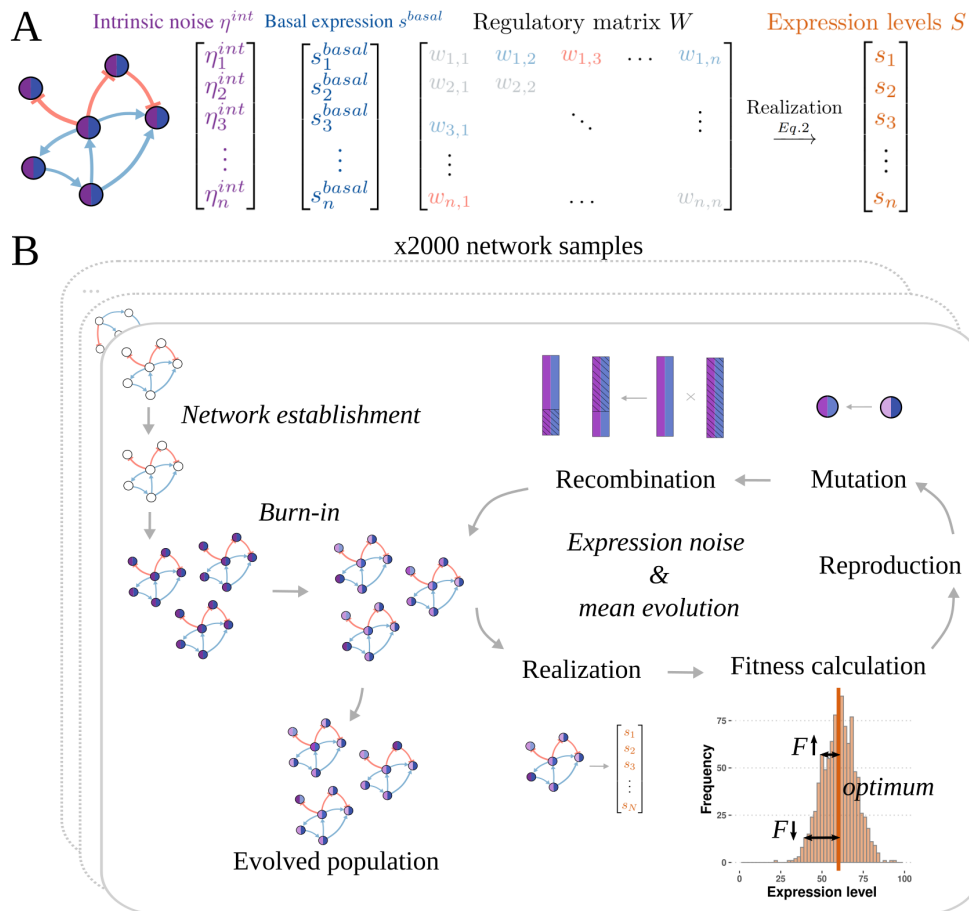 A
Intrinsic noise η^int Basal expression s^basal Regulatory matrix W Expression levels S
η_1^int s_1^basal w_1,1 w_1,2 w_1,3 ⋯ w_1,n s_1
η_2^int s_2^basal w_2,1 w_2,2 s_2
η_3^int s_3^basal w_3,1 ⋱ ⋮ Realization s_3
Eq.2
⋮ ⋮ ⋮ ⋮
η_n^int s_n^basal w_n,1 ⋯ w_n,n s_n
B
x2000 network samples
...
Network establishment
Burn-in
Recombination
×
Mutation
Expression noise
&
mean evolution
Reproduction
Realization
Fitness calculation
s_1
s_2
s_3
⋮
s_N
Evolved population
Frequency
75
50
25
0
F
optimum
F
0 25 50 75 100
Expression level